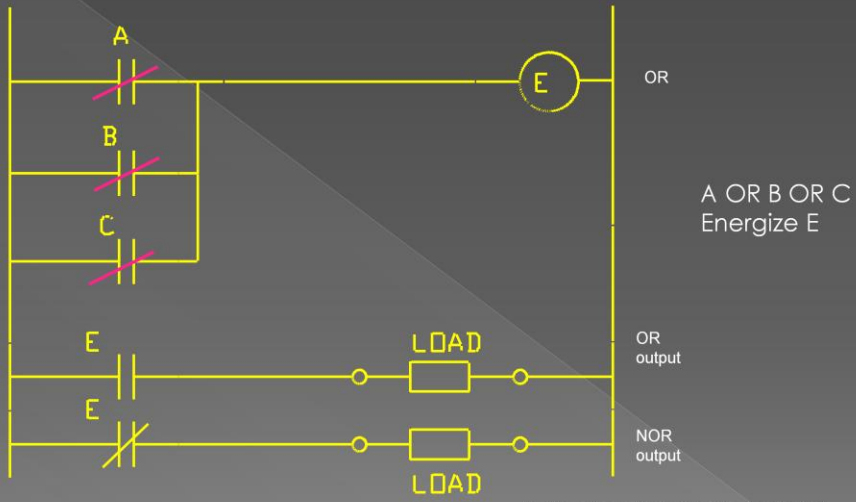 A
E
OR
B
A OR B OR C
Energize E
C
E
LOAD
OR
output
E
NOR
output
LOAD